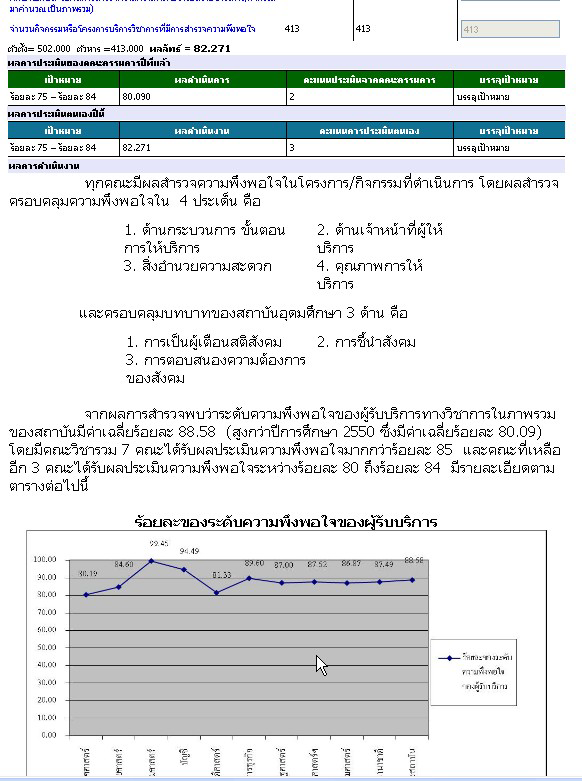 มาคำนวณเป็นภาพรวม)
จำนวนกิจกรรมหรือโครงการบริการวิชาการที่มีการสำรวจความพึงพอใจ 413 413 413
ตัวตั้ง= 502.000 ตัวหาร =413.000 ผลลัพธ์ = 82.271
ผลการประเมินของคณะกรรมการปีที่แล้ว
เป้าหมาย ผลดำเนินการ คะแนนประเมินจากคณะกรรมการ บรรลุเป้าหมาย
ร้อยละ 75 – ร้อยละ 84 80.090 2 บรรลุเป้าหมาย
ผลการประเมินตนเองปีนี้
เป้าหมาย ผลดำเนินงาน คะแนนการประเมินตนเอง บรรลุเป้าหมาย
ร้อยละ 75 – ร้อยละ 84 82.271 3 บรรลุเป้าหมาย
ผลการดำเนินงาน
ทุกคณะมีผลสำรวจความพึงพอใจในโครงการ/กิจกรรมที่ดำเนินการ โดยผลสำรวจ
ครอบคลุมความพึงพอใจใน 4 ประเด็น คือ
1. ด้านกระบวนการ ขั้นตอน 2. ด้านเจ้าหน้าที่ผู้ให้
การให้บริการ บริการ
3. สิ่งอำนวยความสะดวก 4. คุณภาพการให้
บริการ
และครอบคลุมบทบาทของสถาบันอุดมศึกษา 3 ด้าน คือ
1. การเป็นผู้เตือนสติสังคม 2. การชี้นำสังคม
3. การตอบสนองความต้องการ
ของสังคม
จากผลการสำรวจพบว่าระดับความพึงพอใจของผู้รับบริการทางวิชาการในภาพรวม
ของสถาบันมีค่าเฉลี่ยร้อยละ 88.58 (สูงกว่าปีการศึกษา 2550 ซึ่งมีค่าเฉลี่ยร้อยละ 80.09)
โดยมีคณะวิชารวม 7 คณะได้รับผลประเมินความพึงพอใจมากกว่าร้อยละ 85 และคณะที่เหลือ
อีก 3 คณะได้รับผลประเมินความพึงพอใจระหว่างร้อยละ 80 ถึงร้อยละ 84 มีรายละเอียดตาม
ตารางต่อไปนี้
ร้อยละของระดับความพึงพอใจของผู้รับบริการ
99.45
100.00 94.49
90.00 80.19 84.60 81.33 89.60 87.00 87.52 86.87 87.49 88.58
80.00
70.00
60.00
50.00
40.00
30.00
20.00
10.00
0.00
ร้อยละของระดับ
ความพึงพอใจ
ของผู้รับบริการ
บัญชี